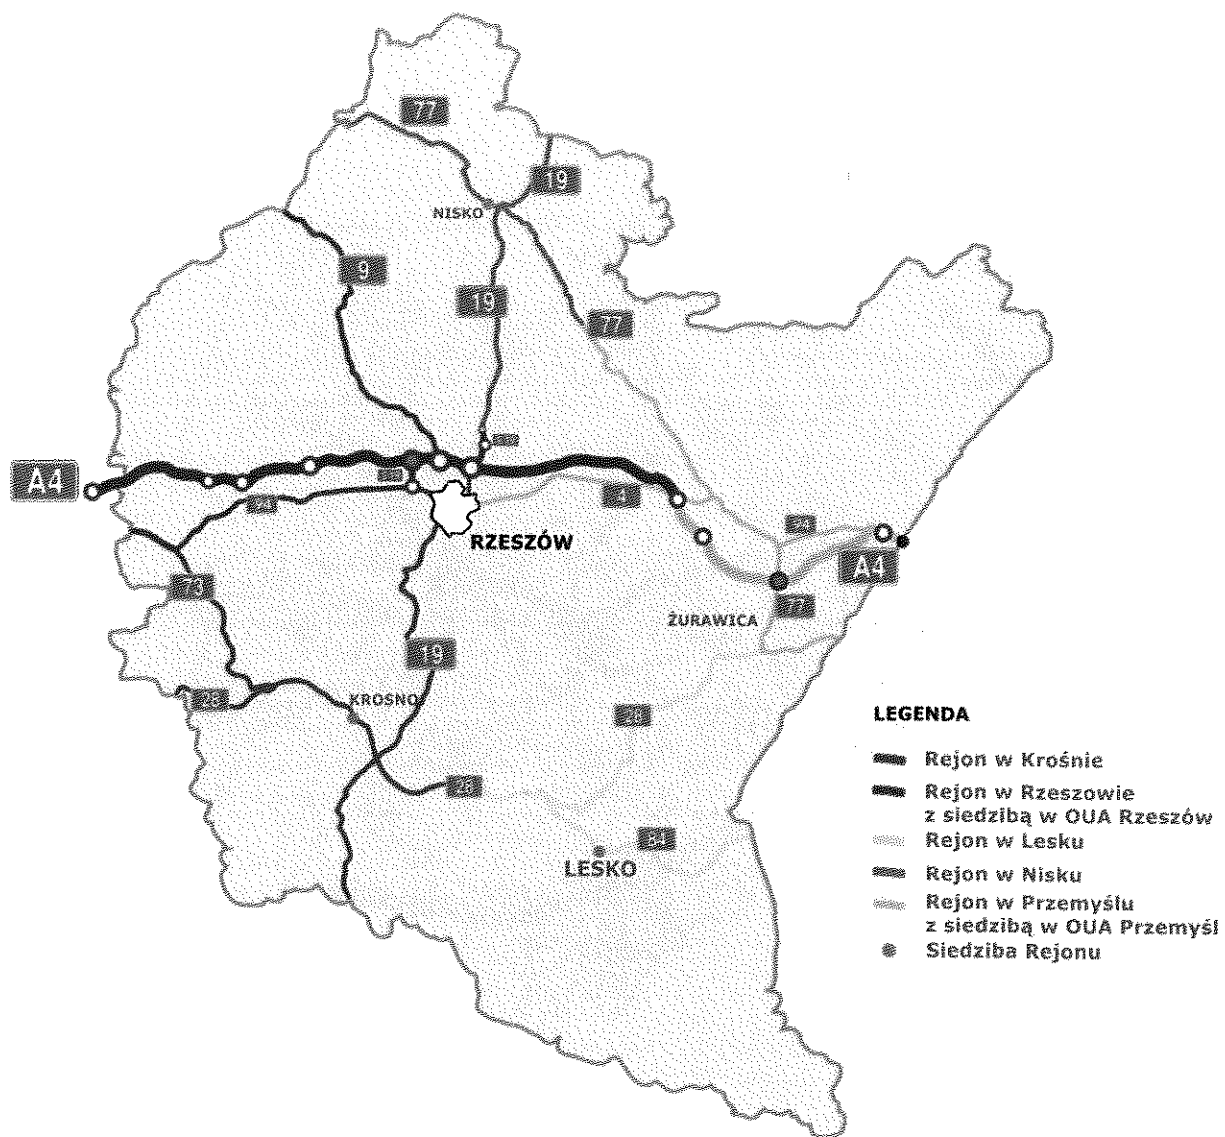 77
19
NISKO
9
19
77
A4
4
94
94
RZESZÓW
A4
73
77
ŻURAWICA
19
28
KROSNO
28
28
84
LESKO
LEGENDA
Rejon w Krośnie
Rejon w Rzeszowie
z siedzibą w OUA Rzeszów
Rejon w Lesku
Rejon w Nisku
Rejon w Przemyślu
z siedzibą w OUA Przemyśl
Siedziba Rejonu